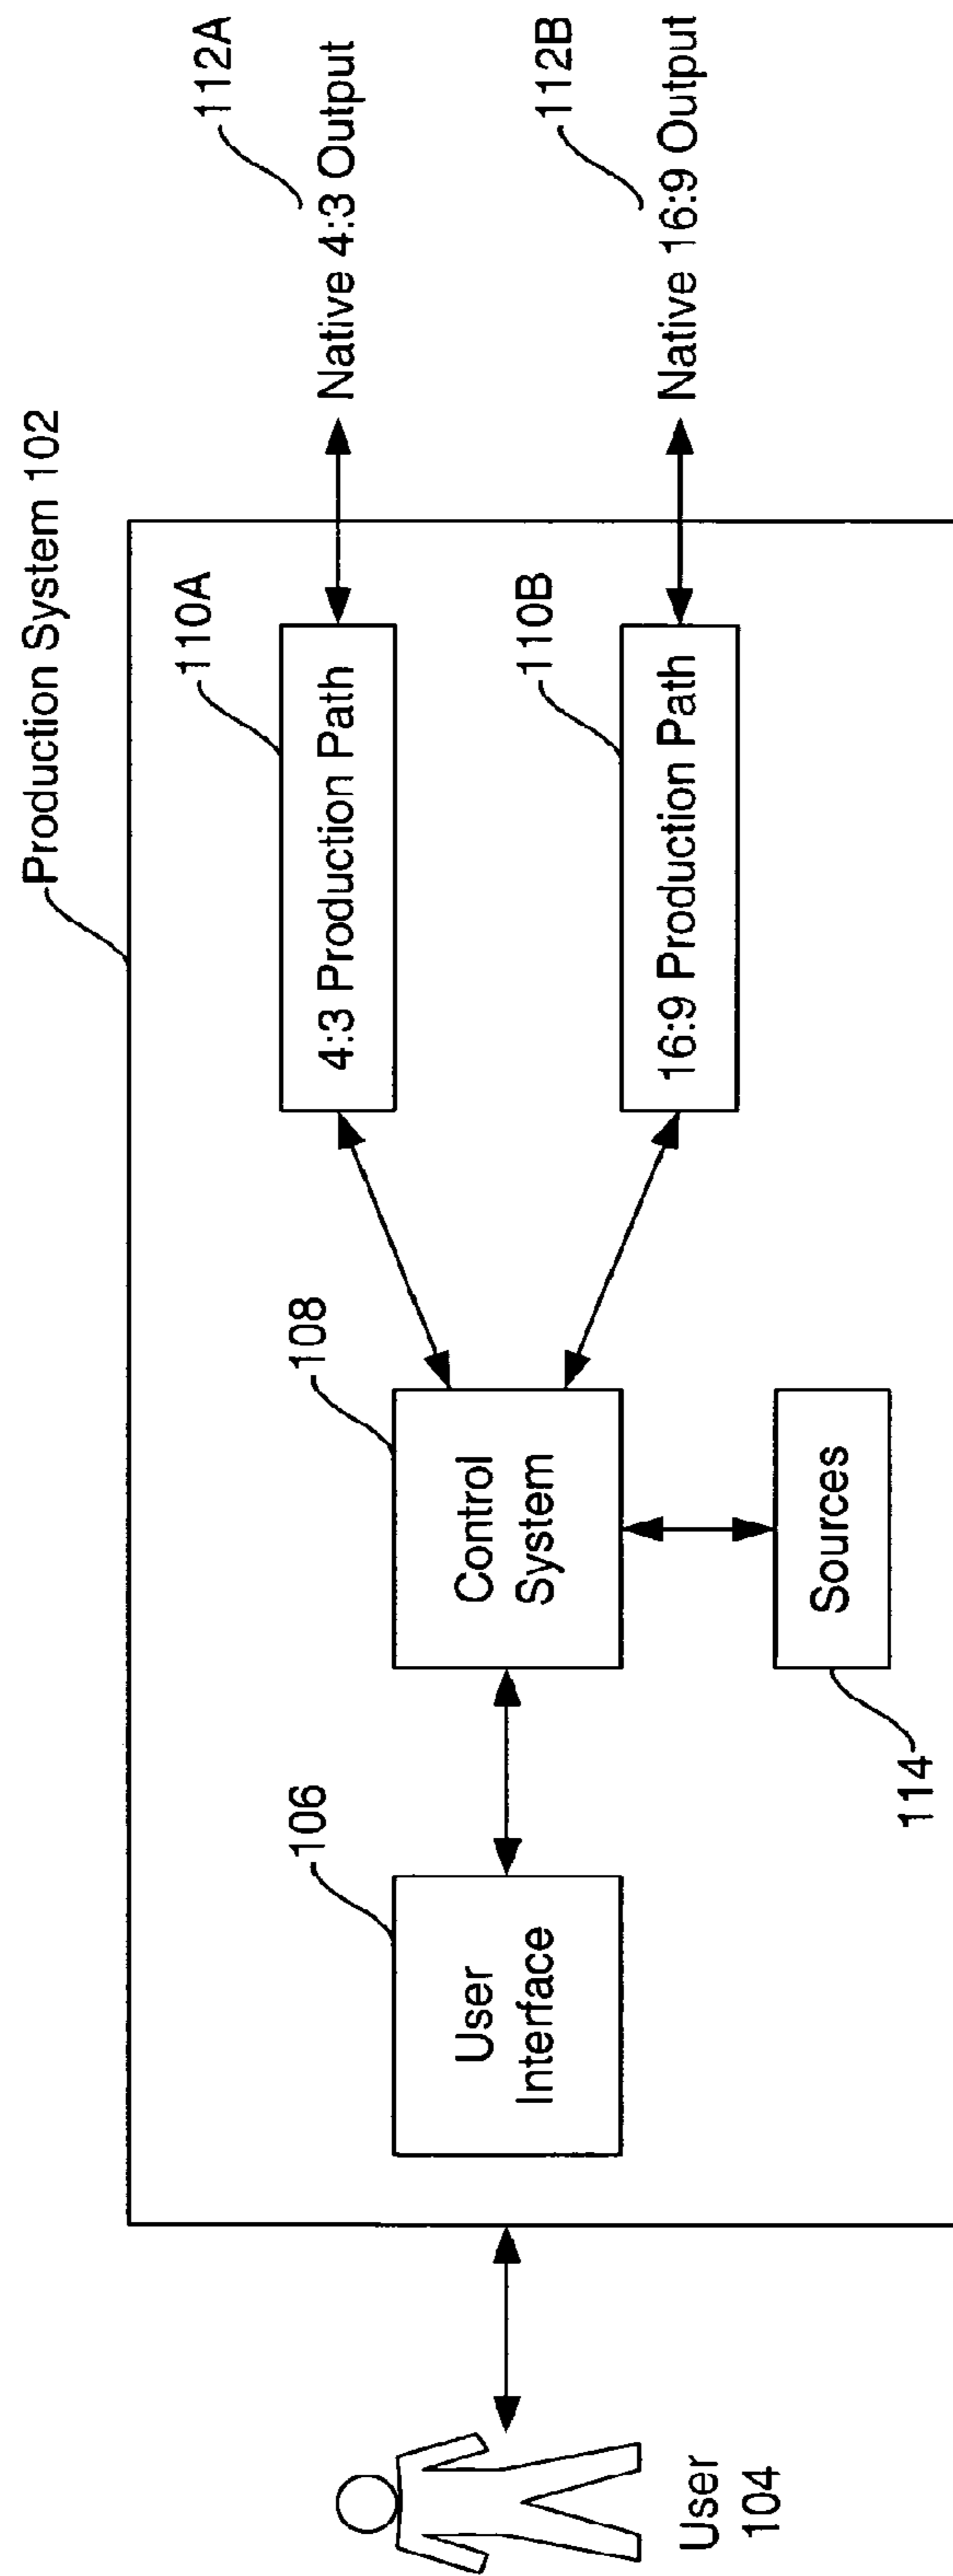 Production System 102
112A
Native 4:3 Output
110A
4:3 Production Path
112B
Native 16:9 Output
110B
16:9 Production Path
108
Control
System
106
User
Interface
Sources
114
User
104